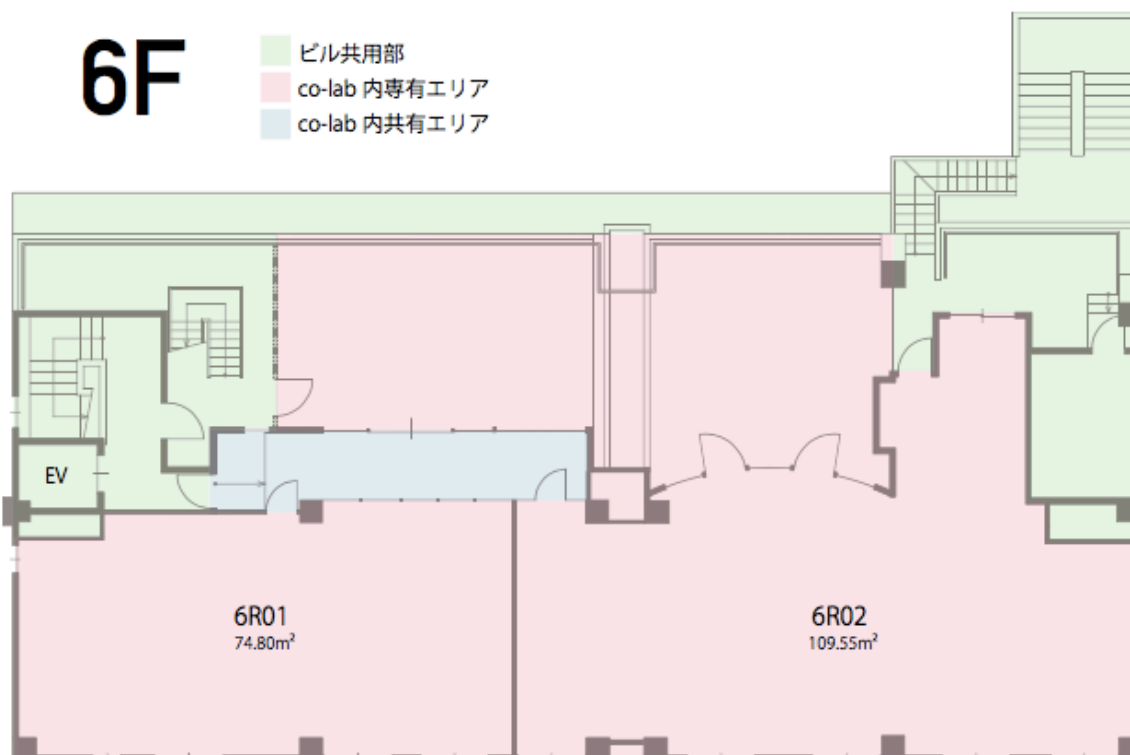 6F
ビル共用部
co-lab 内専有エリア
co-lab 内共有エリア
EV
6R01
74.80m²
6R02
109.55m²